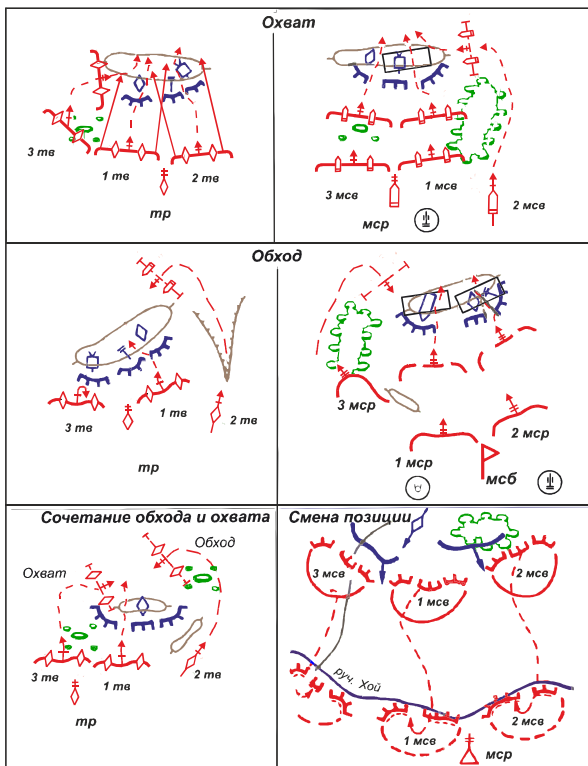 Охват
3 тв
1 тв
2 тв
тр
3 мсв
1 мсв
2 мсв
мср
Обход
3 тв
1 тв
2 тв
тр
3 мср
1 мср
2 мср
мсб
Сочетание обхода и охвата
Обход
Охват
3 тв
1 тв
2 тв
тр
Смена позиции
3 мсв
1 мсв
2 мсв
руч. Хой
1 мсв
2 мсв
мср